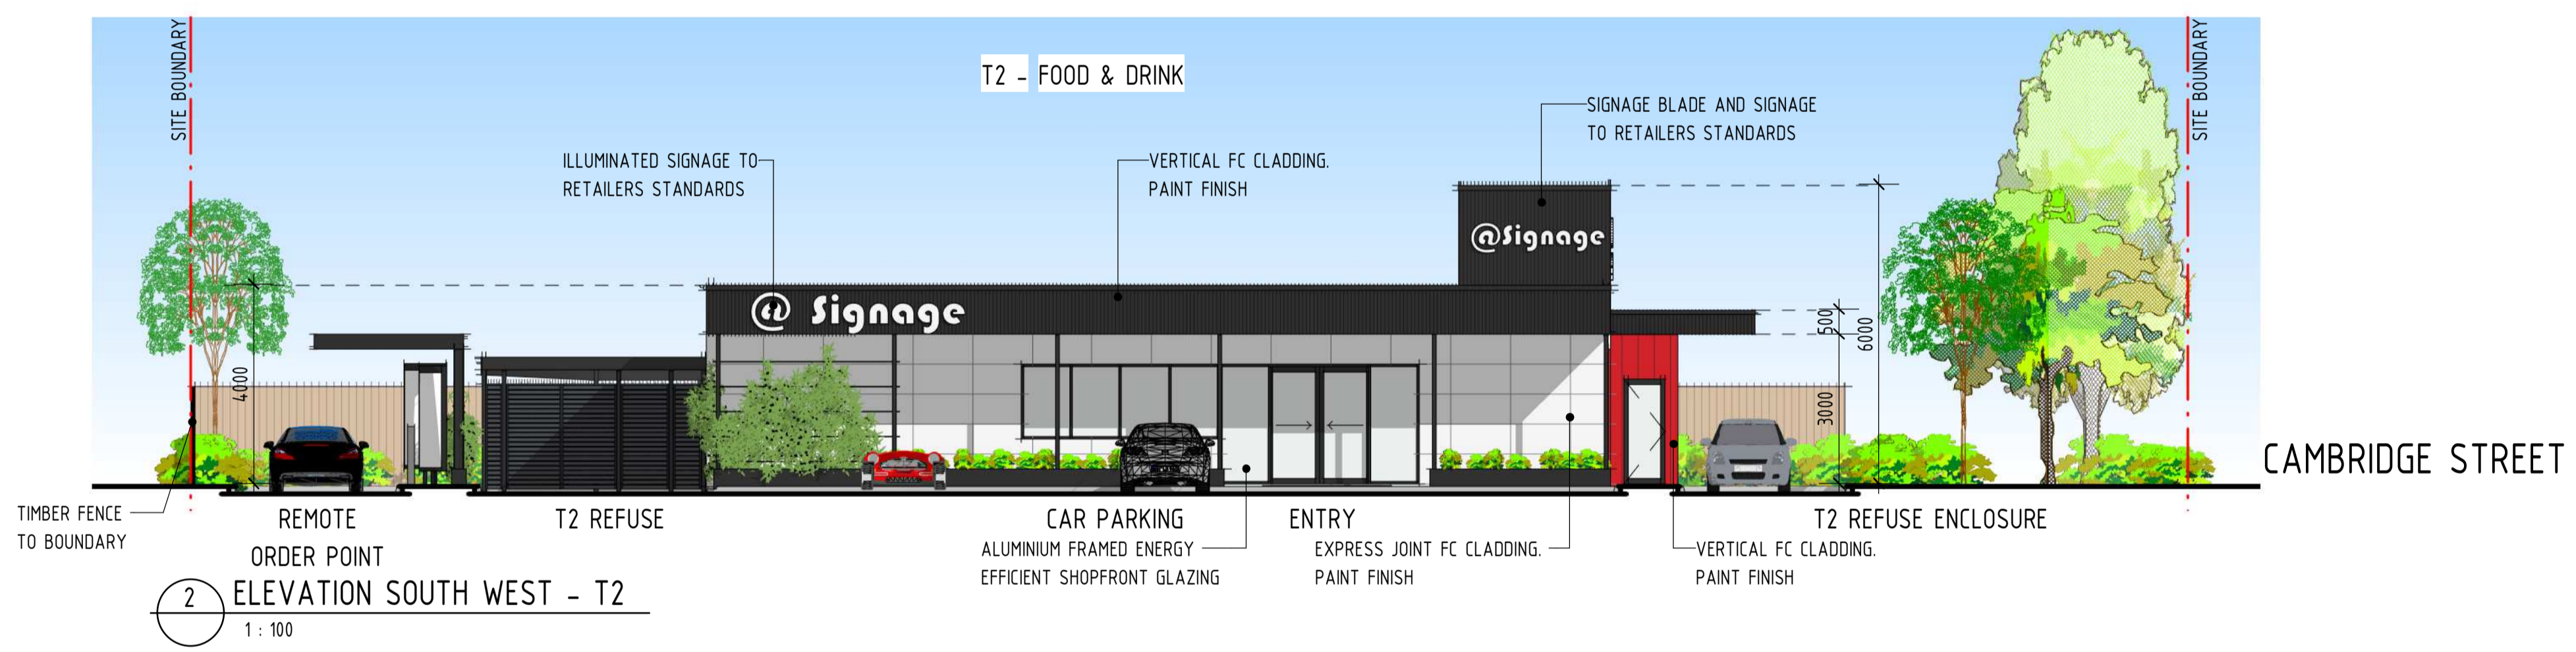 SITE BOUNDARY
T2 - FOOD & DRINK
SITE BOUNDARY
SIGNAGE BLADE AND SIGNAGE
TO RETAILERS STANDARDS
ILLUMINATED SIGNAGE TO
RETAILERS STANDARDS
VERTICAL FC CLADDING.
PAINT FINISH
@Signage
@ Signage
4000
500
6000
3000
CAMBRIDGE STREET
TIMBER FENCE
TO BOUNDARY
REMOTE
ORDER POINT
T2 REFUSE
CAR PARKING
ENTRY
T2 REFUSE ENCLOSURE
ALUMINIUM FRAMED ENERGY
EFFICIENT SHOPFRONT GLAZING
EXPRESS JOINT FC CLADDING.
PAINT FINISH
VERTICAL FC CLADDING.
PAINT FINISH
2
ELEVATION SOUTH WEST - T2
1 : 100